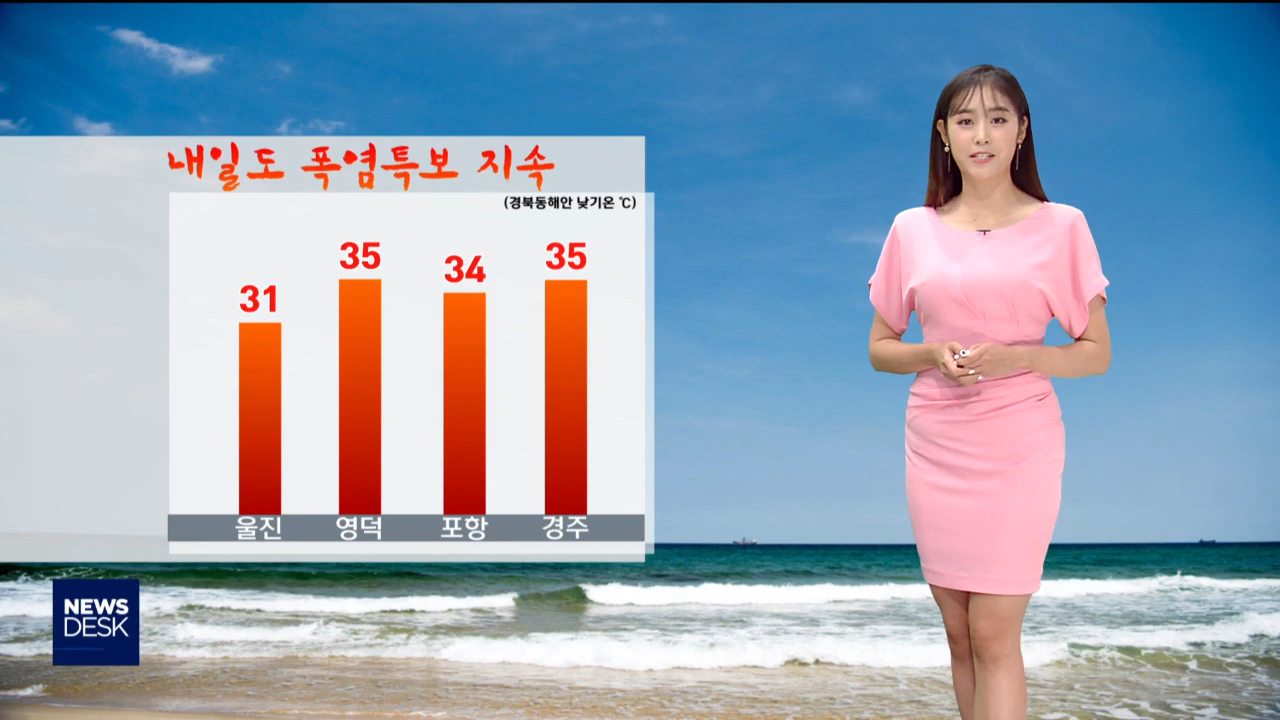 내일도 폭염특보 지속
(경북동해안 낮기온 ℃)
31
35
34
35
울진
영덕
포항
경주
NEWS
DESK